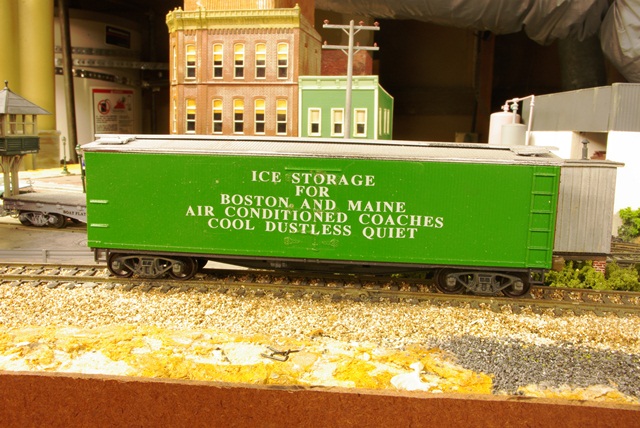 ICE STORAGE
FOR
BOSTON AND MAINE
AIR CONDITIONED COACHES
COOL DUSTLESS QUIET